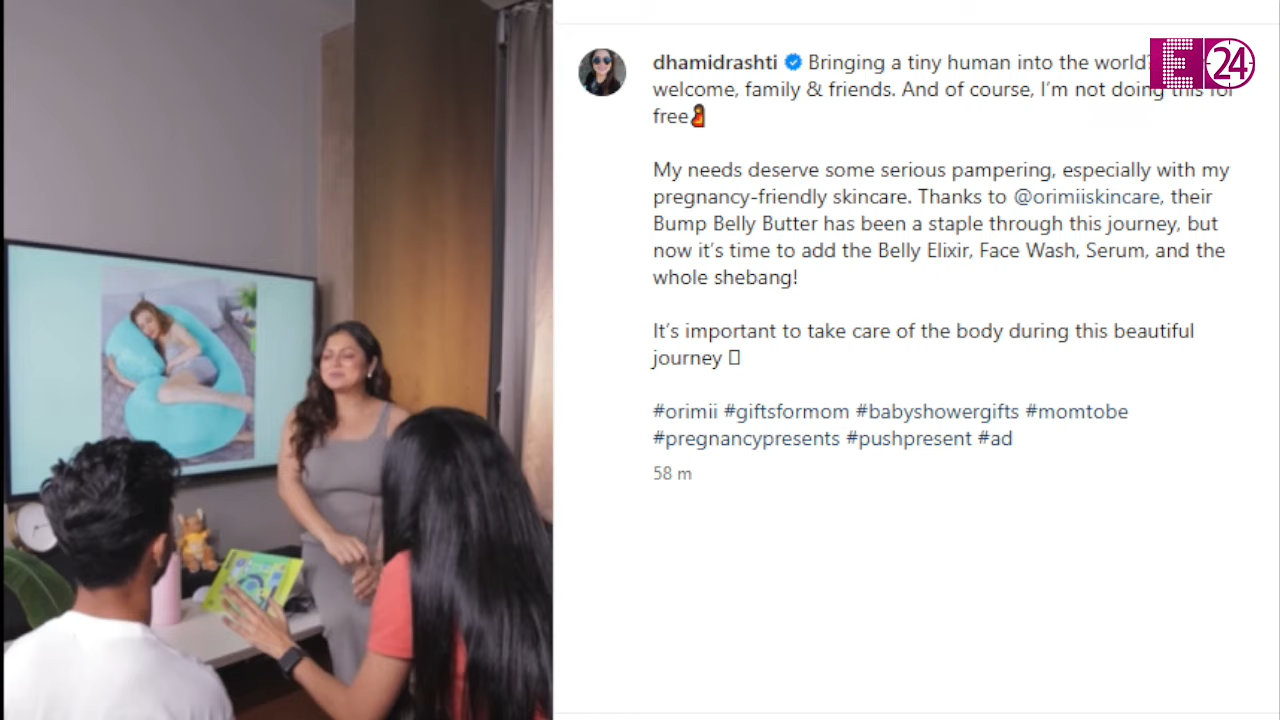 dhamidrashti Bringing a tiny human into the world?
welcome, family & friends. And of course, I'm not doing this for
free
My needs deserve some serious pampering, especially with my
pregnancy-friendly skincare. Thanks to @orimiiskincare, their
Bump Belly Butter has been a staple through this journey, but
now it's time to add the Belly Elixir, Face Wash, Serum, and the
whole shebang!
It's important to take care of the body during this beautiful
journey
#orimii #giftsformom #babyshowergifts #momtobe
#pregnancypresents #pushpresent #ad
58 m
E24